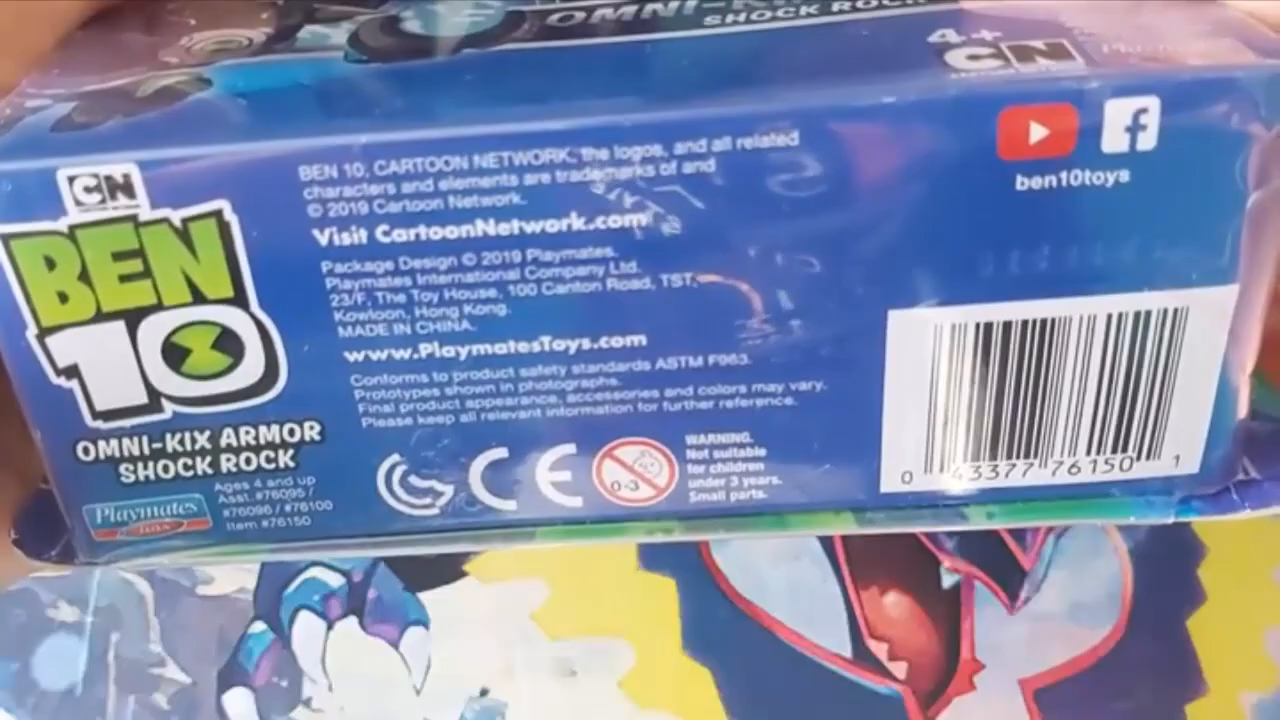 SHOCK ROCK
4+
CN
CN
BEN
10
OMNI-KIX ARMOR
SHOCK ROCK
Playmates
TOYS
Ages 4 and up
Asst. #76095 /
#76096 / #76100
Item #76150
BEN 10, CARTOON NETWORK, the logos, and all related
characters and elements are trademarks of and
© 2019 Cartoon Network.
Visit CartoonNetwork.com
Package Design © 2019 Playmates.
Playmates International Company Ltd.
23/F, The Toy House, 100 Canton Road, TST,
Kowloon, Hong Kong.
MADE IN CHINA.
www.PlaymatesToys.com
Conforms to product safety standards ASTM F963.
Prototypes shown in photographs.
Final product appearance, accessories and colors may vary.
Please keep all relevant information for further reference.
CE
0-3
WARNING.
Not suitable
for children
under 3 years.
Small parts.
ben10toys
0 43377 76150 1